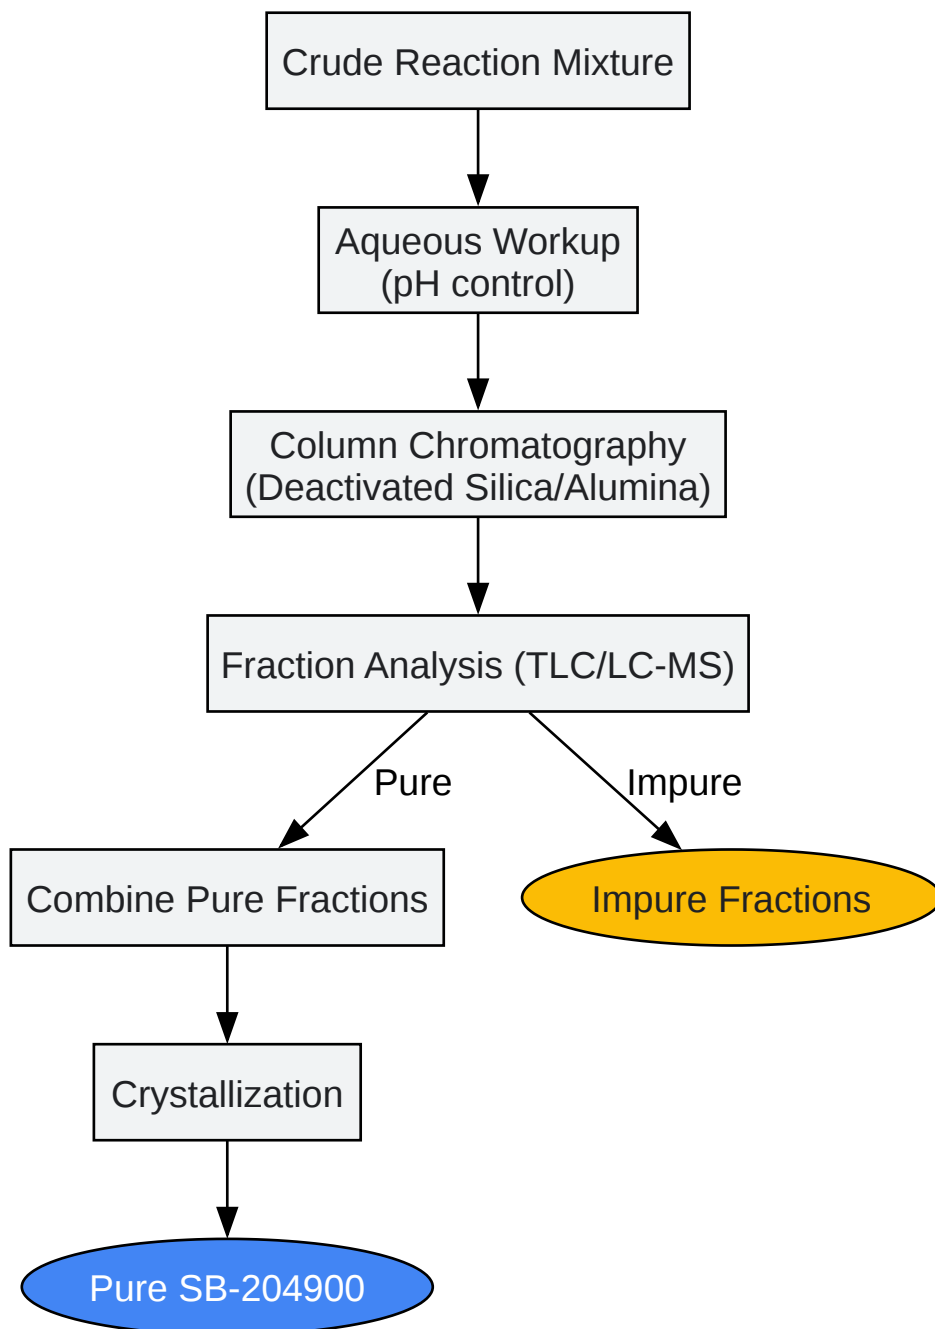 Crude Reaction Mixture
Aqueous Workup
(pH control)
Column Chromatography
(Deactivated Silica/Alumina)
Fraction Analysis (TLC/LC-MS)
Pure
Impure
Combine Pure Fractions
Impure Fractions
Crystallization
Pure SB-204900